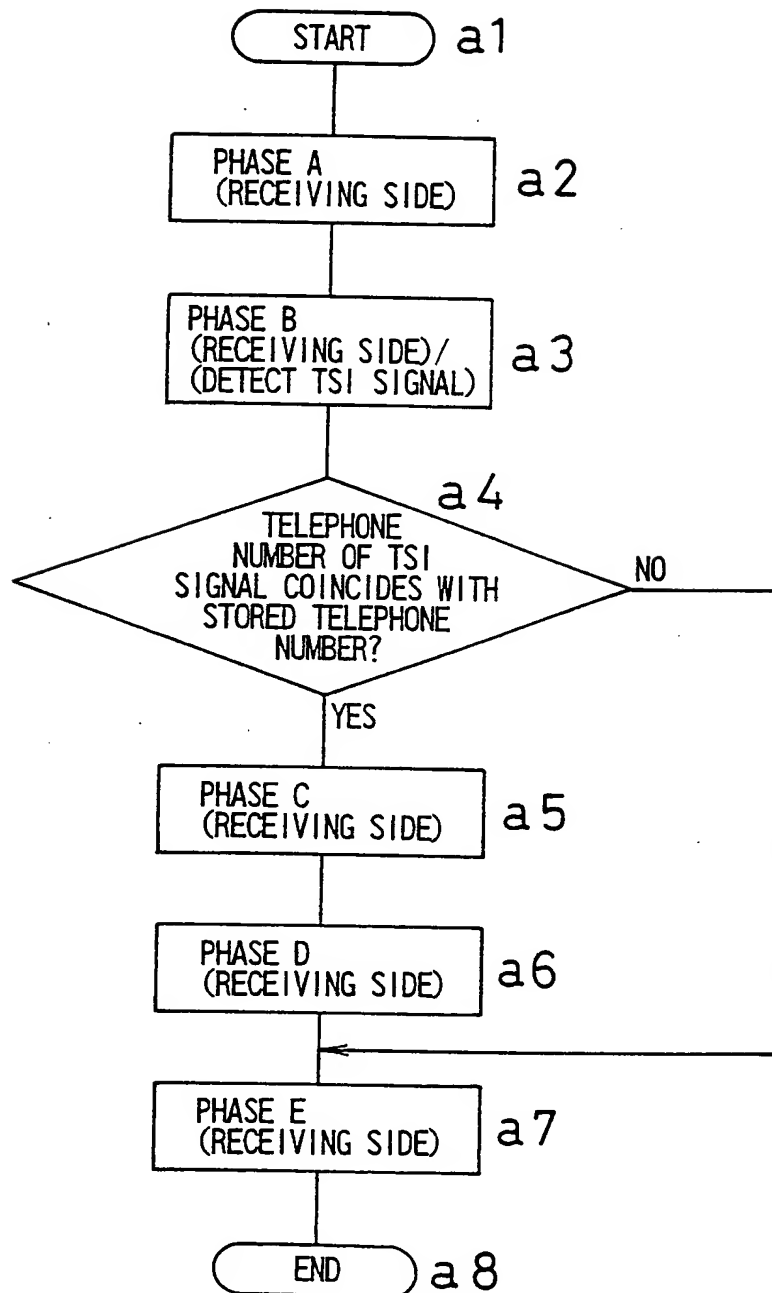 START
a1
PHASE A
(RECEIVING SIDE)
a2
PHASE B
(RECEIVING SIDE)/
(DETECT TSI SIGNAL)
a3
a4
TELEPHONE
NUMBER OF TSI
SIGNAL COINCIDES WITH
STORED TELEPHONE
NUMBER?
NO
YES
PHASE C
(RECEIVING SIDE)
a5
PHASE D
(RECEIVING SIDE)
a6
PHASE E
(RECEIVING SIDE)
a7
END
a8